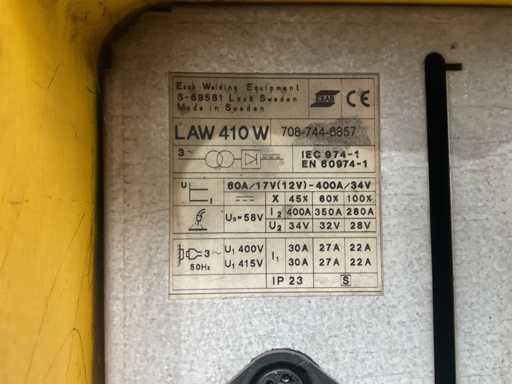 Esab Welding Equipment
S-69581 Laxå Sweden
Made in Sweden
ESAB
CE
LAW 410 W 708-744-6857
3~
IEC 974-1
EN 60974-1
U I 60A/17V(12V)-400A/34V
X 45% 60% 100%
U₀=58V I₂ 400A 350A 280A
U₂ 34V 32V 28V
3~ 50Hz U₁ 400V I₁ 30A 27A 22A
U₁ 415V 30A 27A 22A
IP 23 S